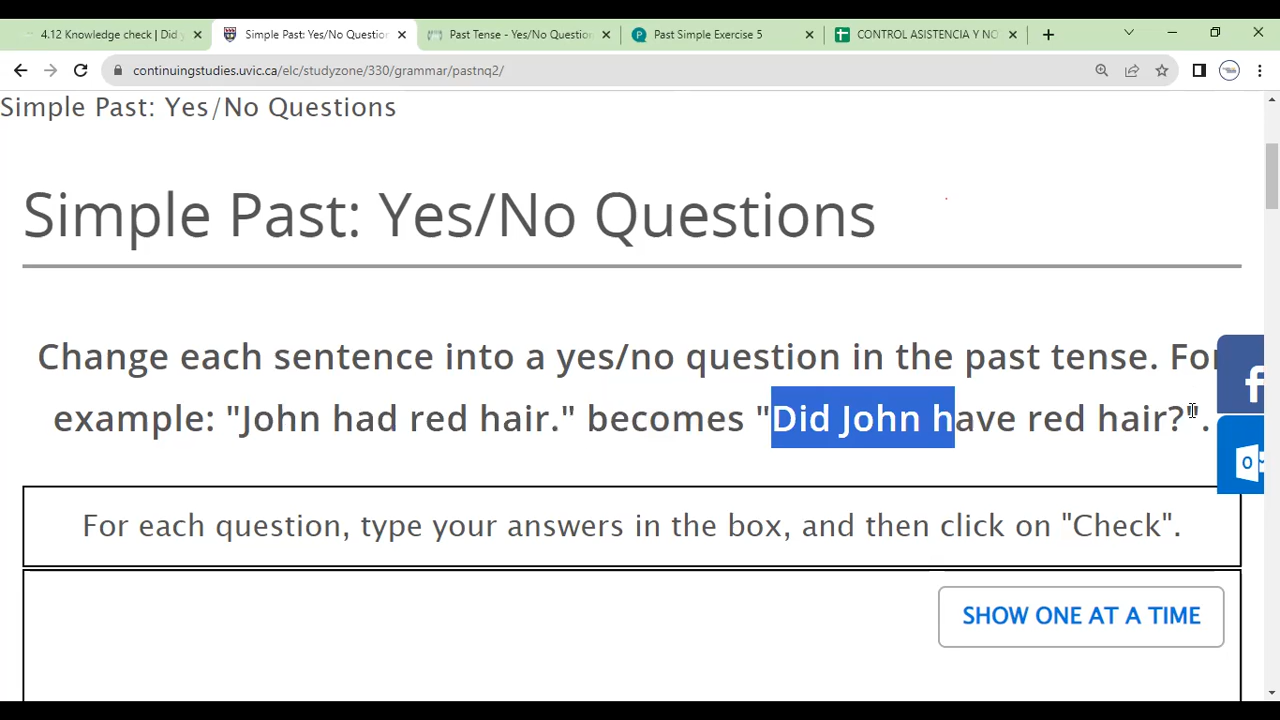 4.12 Knowledge check | Did
Simple Past: Yes/No Question
Past Tense - Yes/No Question
Past Simple Exercise 5
CONTROL ASISTENCIA Y NO
continuingstudies.uvic.ca/elc/studyzone/330/grammar/pastnq2/
Simple Past: Yes/No Questions
Simple Past: Yes/No Questions
Change each sentence into a yes/no question in the past tense. For
example: "John had red hair." becomes "Did John have red hair?".
For each question, type your answers in the box, and then click on "Check".
SHOW ONE AT A TIME